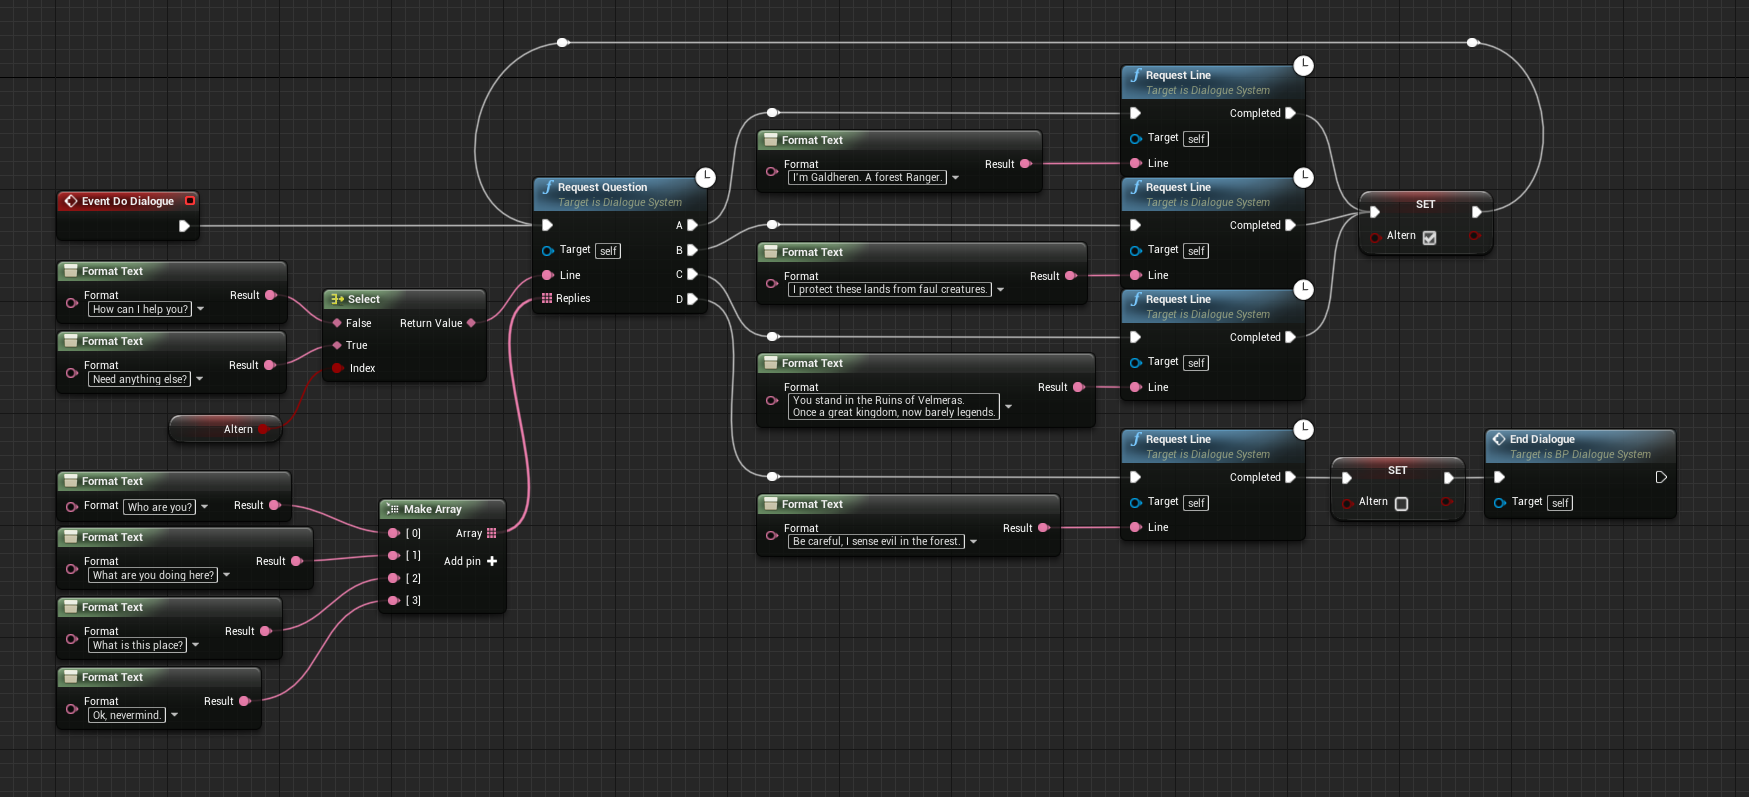 Event Do Dialogue
Format Text
Format
Result
How can I help you?
Format Text
Format
Result
Need anything else?
Select
False
Return Value
True
Index
Altern
Format Text
Format
Who are you?
Result
Format Text
Format
Result
What are you doing here?
Format Text
Format
Result
What is this place?
Format Text
Format
Result
Ok, nevermind.
Make Array
[ 0]
Array
[ 1]
Add pin
[ 2]
[ 3]
f Request Question
Target is Dialogue System
A
Target self
B
Line
C
Replies
D
Format Text
Format
Result
I'm Galdheren. A forest Ranger.
Format Text
Format
Result
I protect these lands from faul creatures.
Format Text
Format
Result
You stand in the Ruins of Velmeras.
Once a great kingdom, now barely legends.
Format Text
Format
Result
Be careful, I sense evil in the forest.
f Request Line
Target is Dialogue System
Completed
Target self
Line
f Request Line
Target is Dialogue System
Completed
Target self
Line
f Request Line
Target is Dialogue System
Completed
Target self
Line
f Request Line
Target is Dialogue System
Completed
Target self
Line
SET
Altern
SET
Altern
End Dialogue
Target is BP Dialogue System
Target self